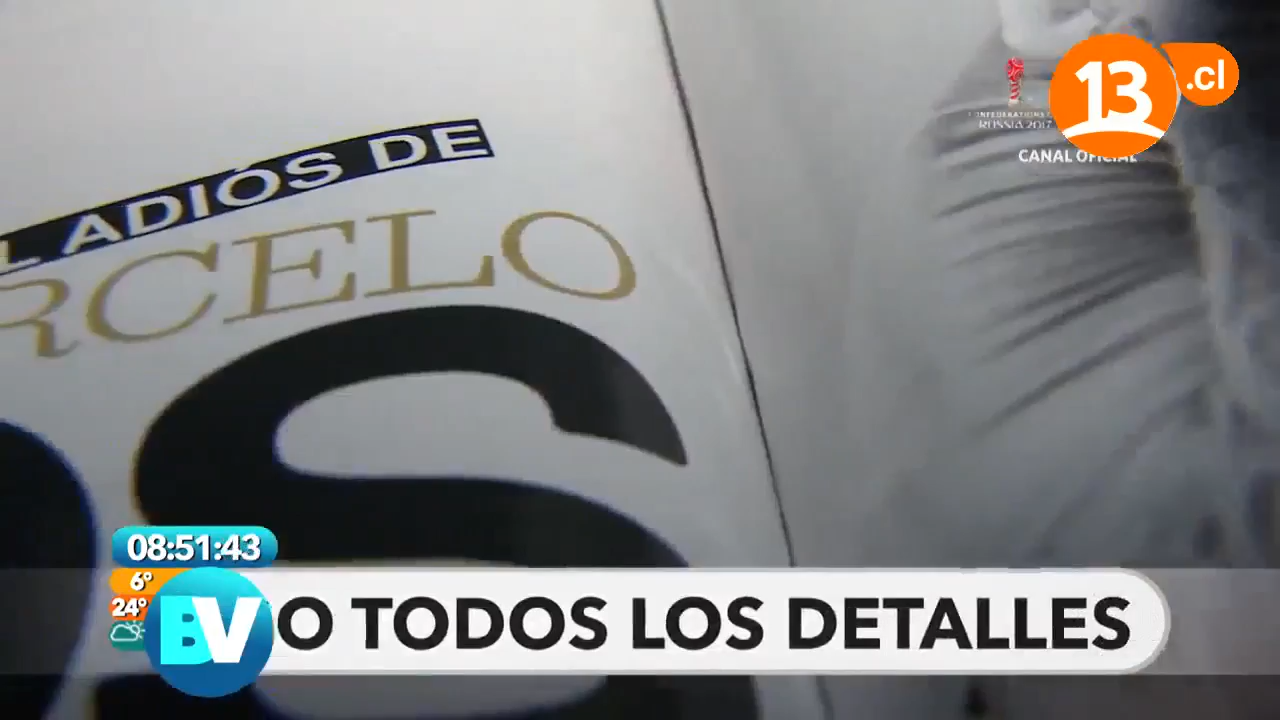 13
.cl
RUSSIA 2017
CANAL OFICIAL
L ADIÓS DE
RCELO
S
08:51:43
6°
24°
BV
O TODOS LOS DETALLES